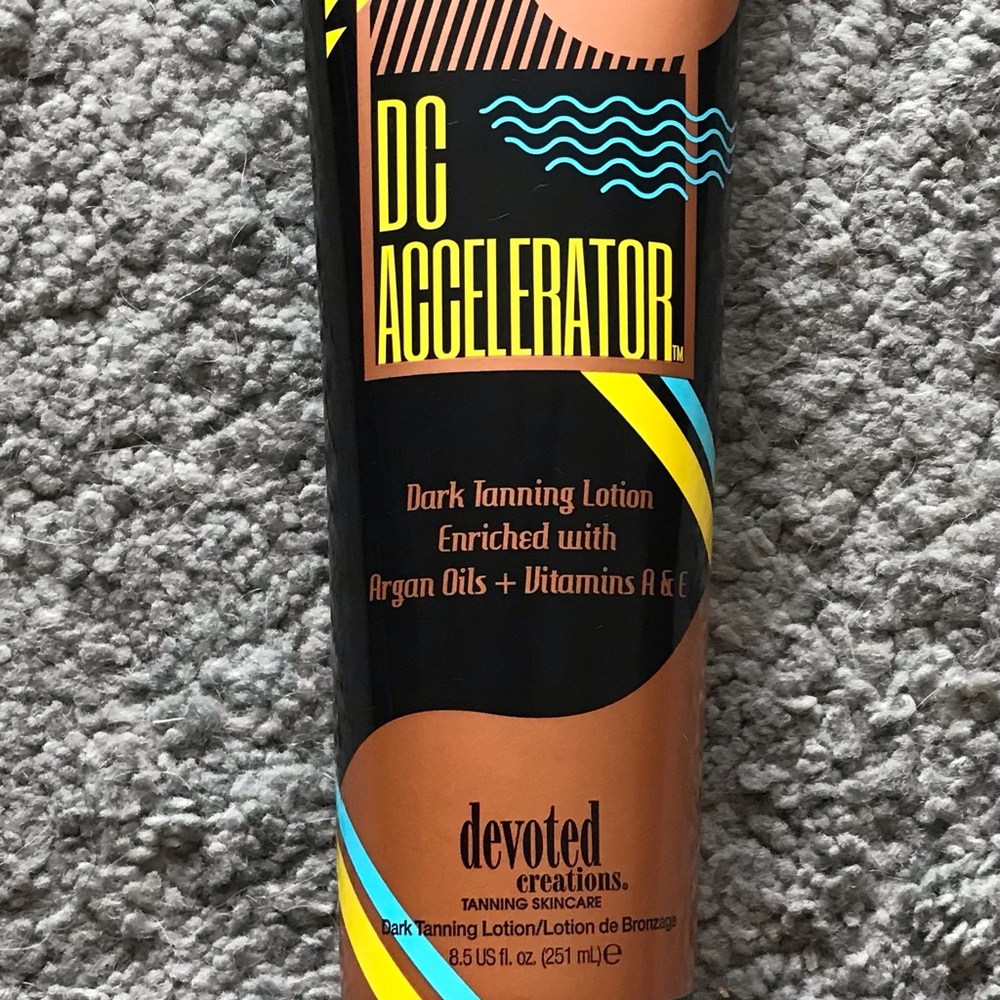 DC
ACCELERATOR™
Dark Tanning Lotion
Enriched with
Argan Oils + Vitamins A & E
devoted
creations®
TANNING SKINCARE
Dark Tanning Lotion/Lotion de Bronzage
8.5 US fl. oz. (251 mL) ℮